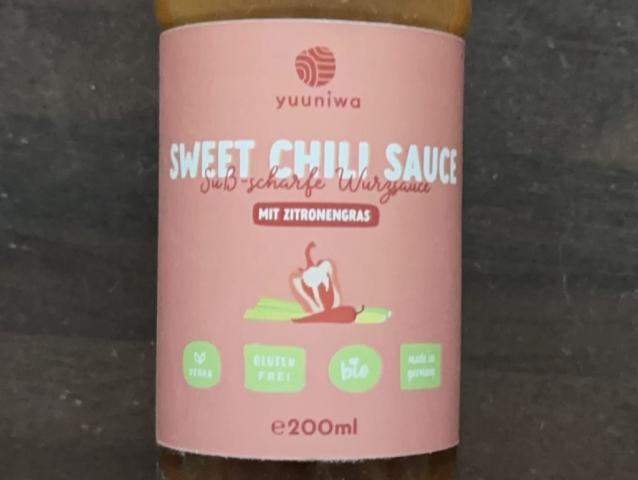 yuuniwa
SWEET CHILI SAUCE
Süß-scharfe Würzsauce
MIT ZITRONENGRAS
VEGAN
GLUTEN
FREI
bio
made in
germany
℮200ml